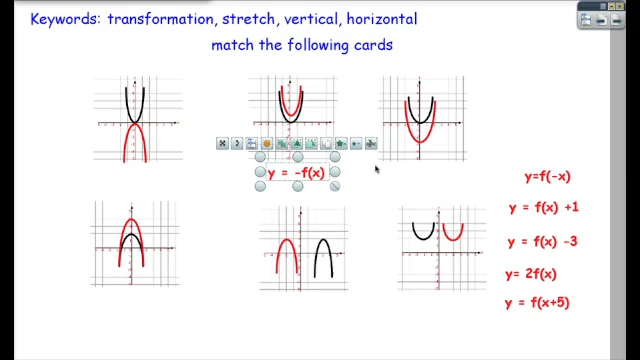 Keywords: transformation, stretch, vertical, horizontal
match the following cards
y = -f(x)
y=f(-x)
y = f(x) +1
y = f(x) -3
y= 2f(x)
y = f(x+5)